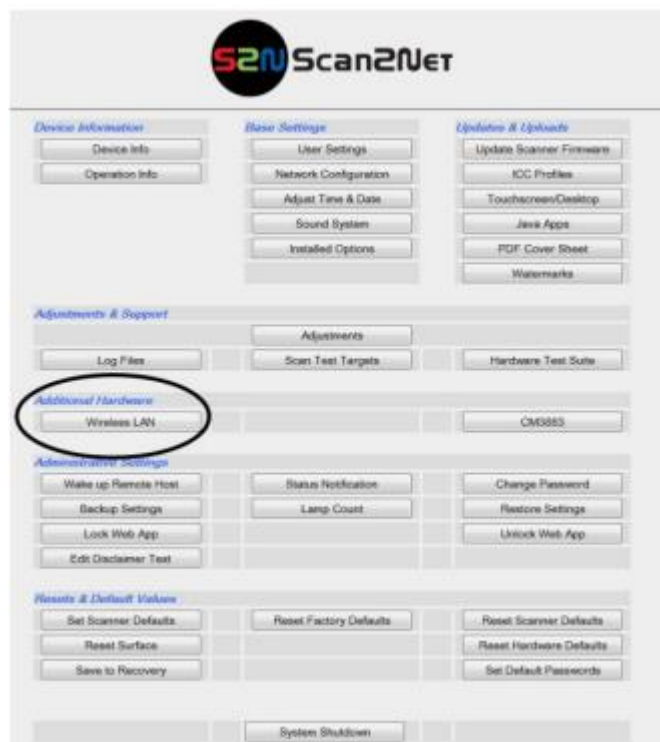 S2N Scan2Net
Device Information Base Settings Updates & Uploads
Device Info User Settings Update Scanner Firmware
Operation Info Network Configuration ICC Profiles
Adjust Time & Date Touchscreen/Desktop
Sound System Java Apps
Installed Options PDF Cover Sheet
Watermarks
Adjustments & Support
Adjustments
Log Files Scan Test Targets Hardware Test Suite
Additional Hardware
Wireless LAN CM3883
Administrative Settings
Wake up Remote Host Status Notification Change Password
Backup Settings Lamp Count Restore Settings
Lock Web App Unlock Web App
Edit Disclaimer Text
Resets & Default Values
Set Scanner Defaults Reset Factory Defaults Reset Scanner Defaults
Reset Surface Reset Hardware Defaults
Save to Recovery Set Default Passwords
System Shutdown